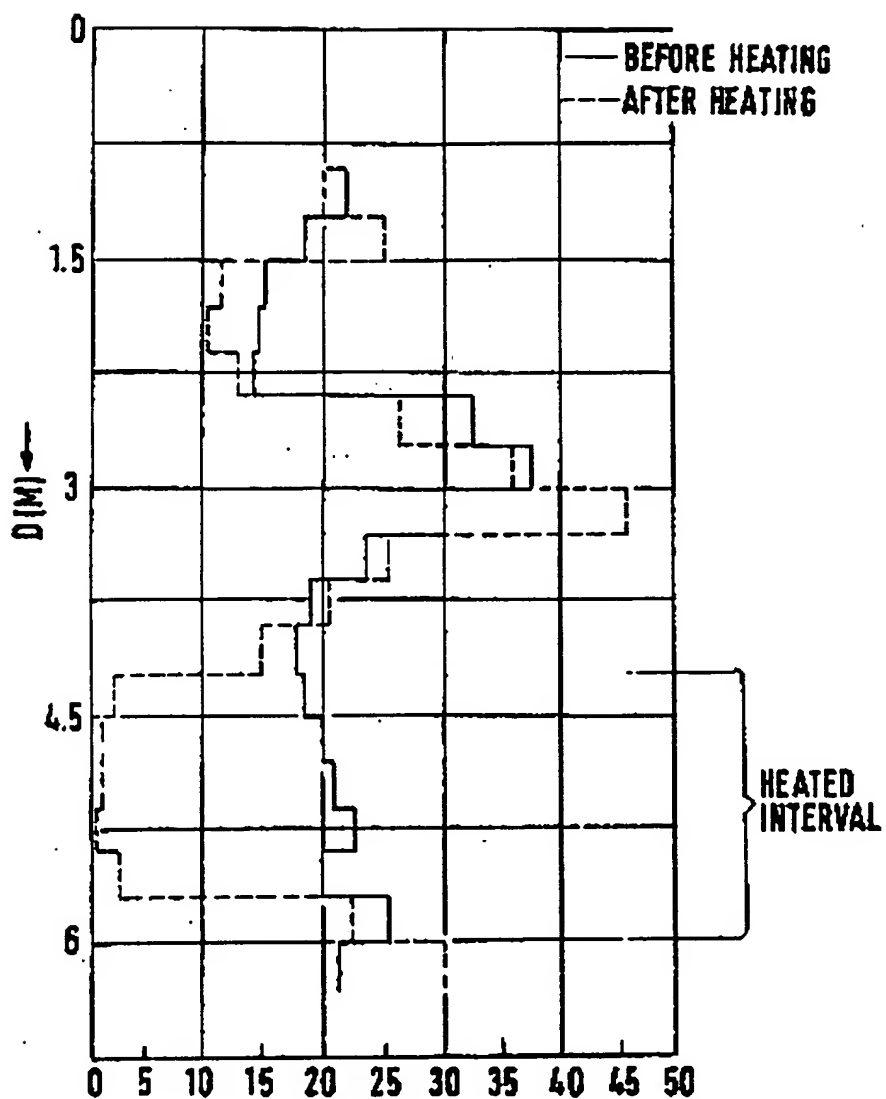 0
BEFORE HEATING
AFTER HEATING
1.5
D(M)
3
4.5
HEATED
INTERVAL
6
0 5 10 15 20 25 30 35 40 45 50